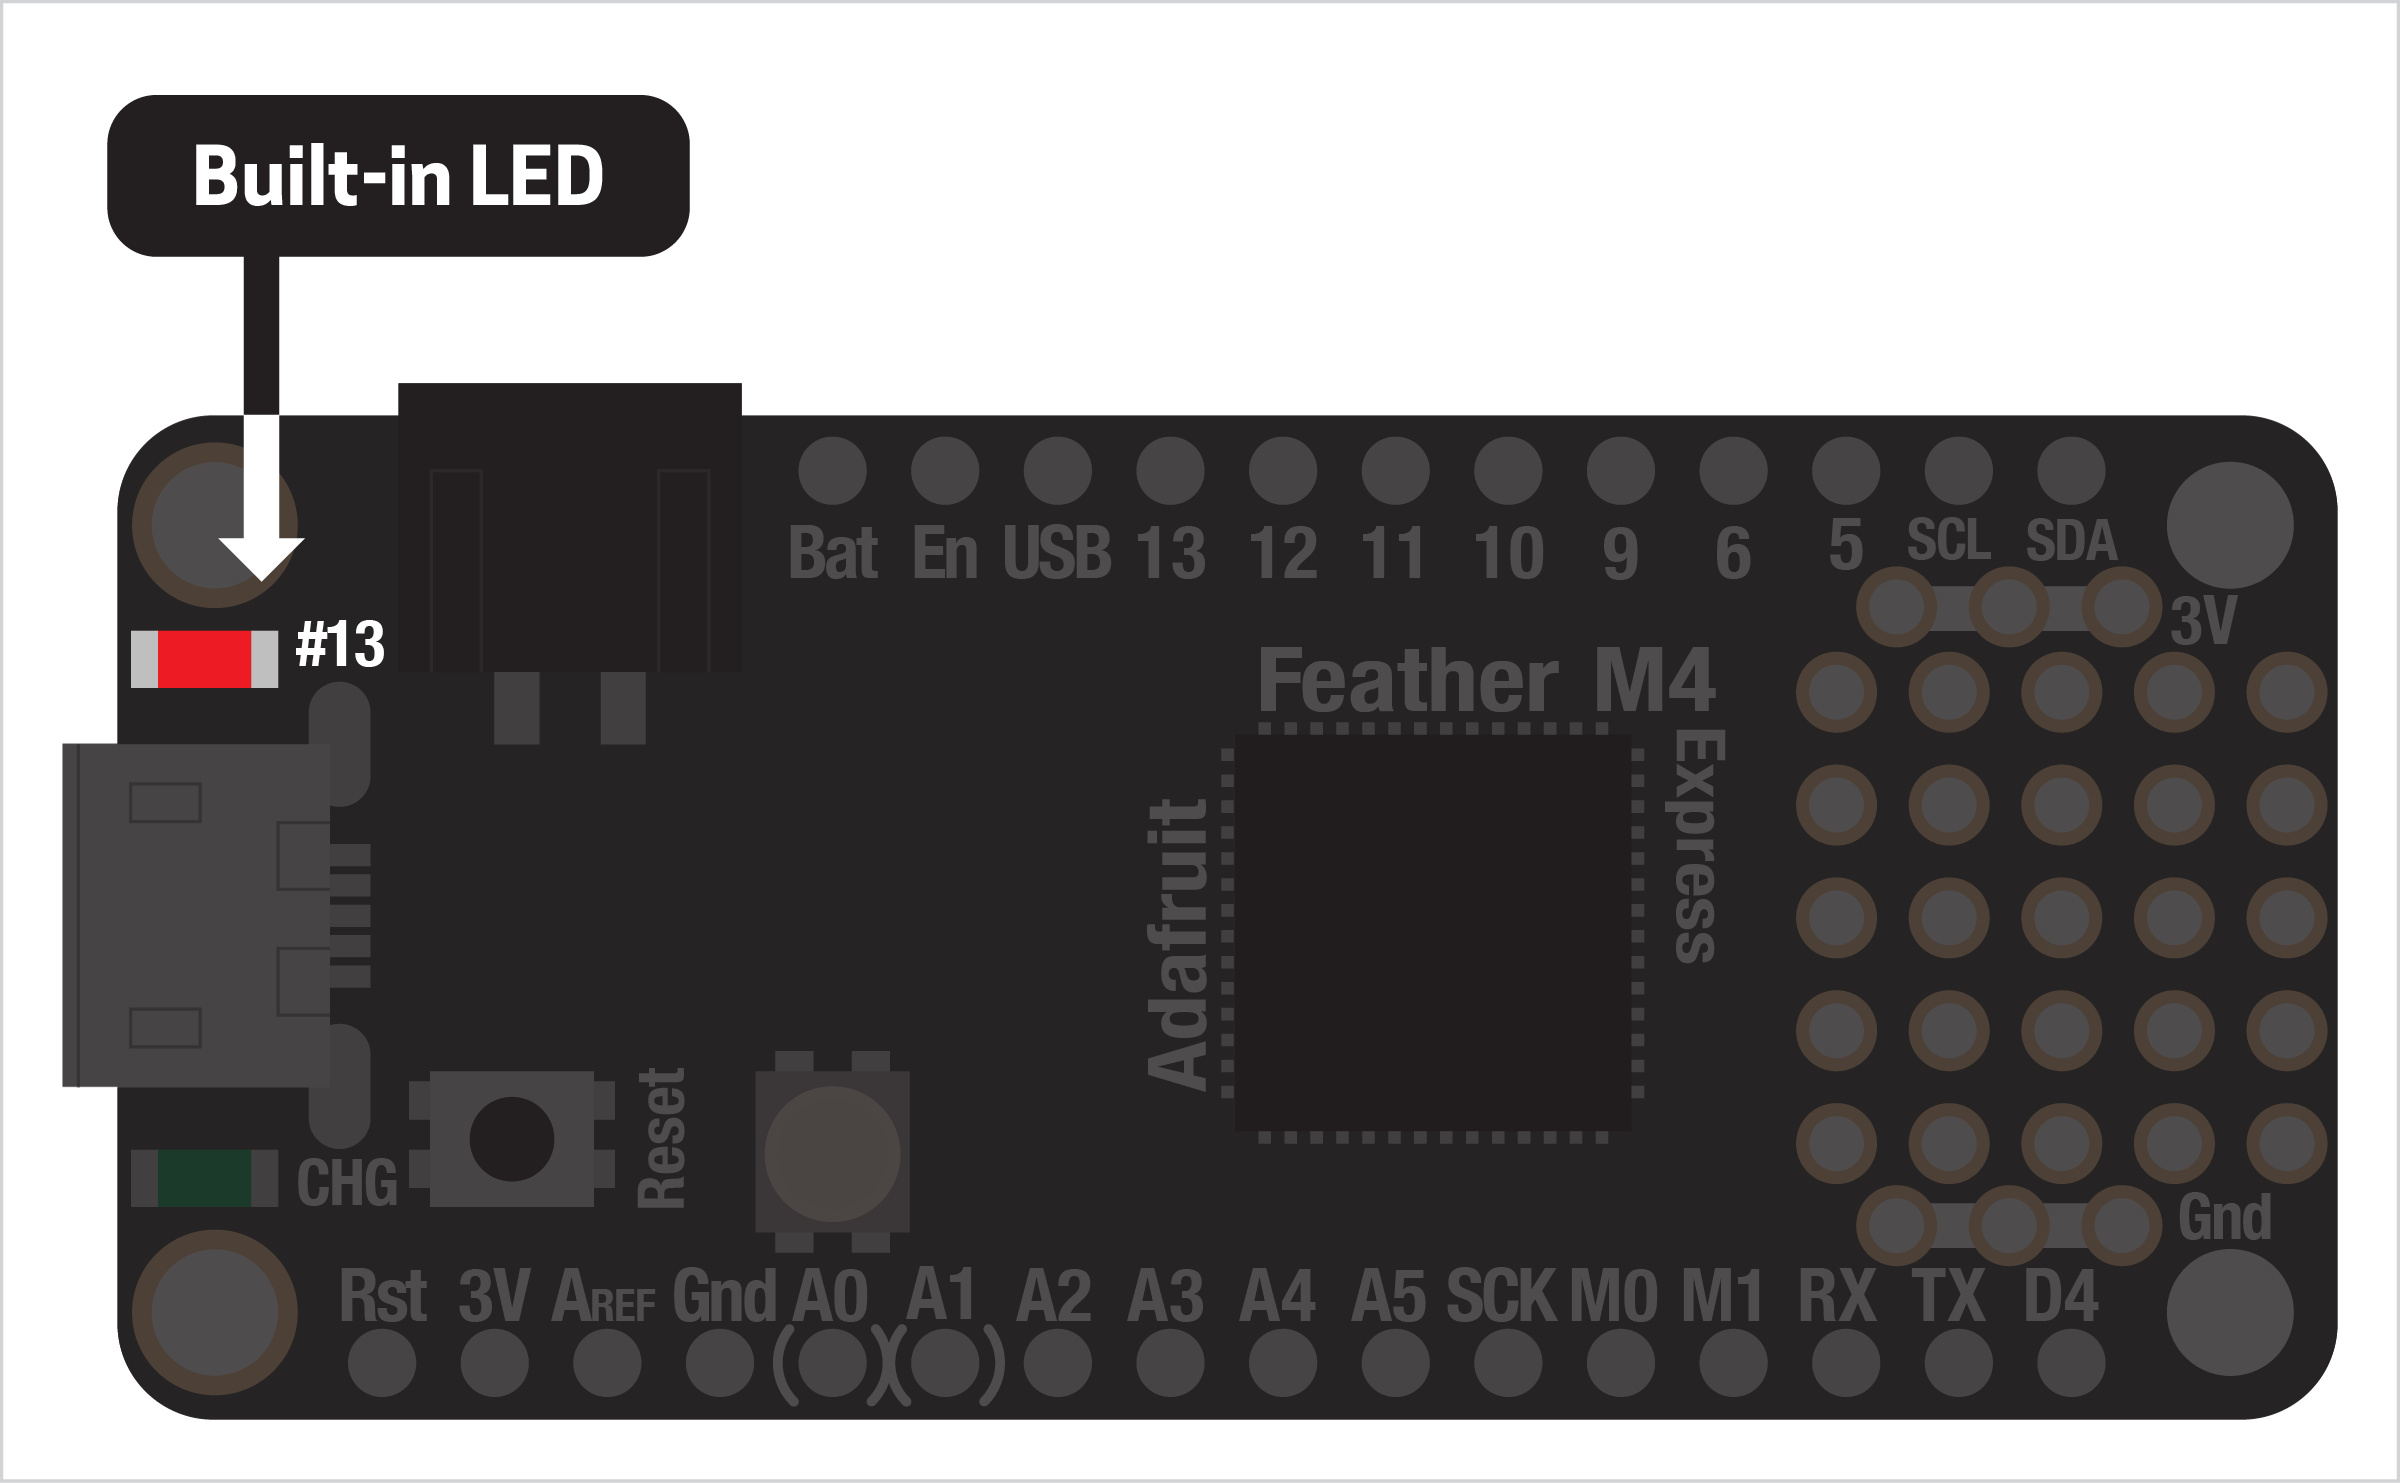 Built-in LED
Bat En USB 13 12 11 10 9 6 5 SCL SDA
3V
#13
Feather M4
Express
Adafruit
Reset
CHG
Gnd
Rst 3V AREF Gnd A0 A1 A2 A3 A4 A5 SCK M0 M1 RX TX D4